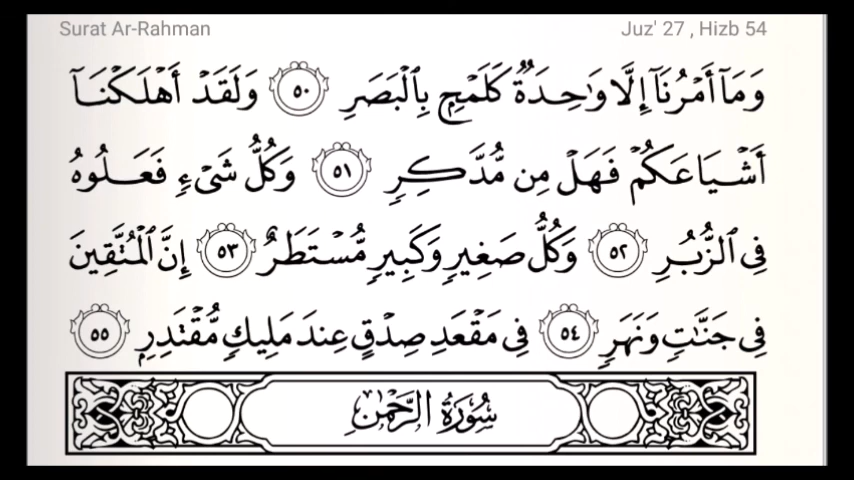 Surat Ar-Rahman
Juz' 27 , Hizb 54
وَمَآ أَمْرُنَآ إِلَّا وَٰحِدَةٌ كَلَمْحٍۭ بِٱلْبَصَرِ ٥٠ وَلَقَدْ أَهْلَكْنَآ
أَشْيَاعَكُمْ فَهَلْ مِن مُّدَّكِرٍ ٥١ وَكُلُّ شَىْءٍ فَعَلُوهُ
فِى ٱلزُّبُرِ ٥٢ وَكُلُّ صَغِيرٍ وَكَبِيرٍ مُّسْتَطَرٌ ٥٣ إِنَّ ٱلْمُتَّقِينَ
فِى جَنَّٰتٍ وَنَهَرٍ ٥٤ فِى مَقْعَدِ صِدْقٍ عِندَ مَلِيكٍ مُّقْتَدِرٍۭ ٥٥
سُورَةُ الرَّحْمَٰنِ